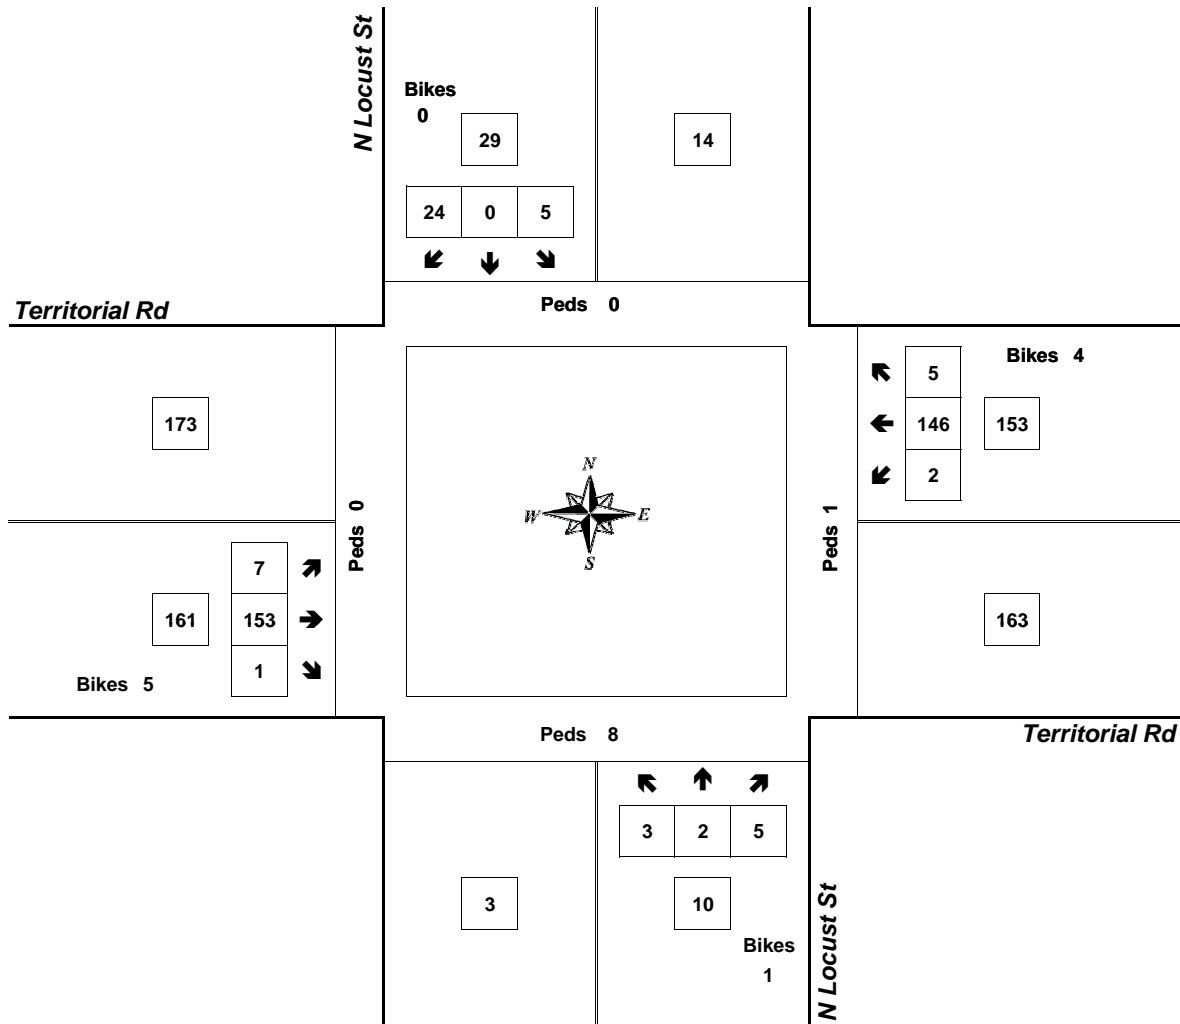 N Locust St
Bikes
0
29
14
24 0 5
Peds 0
Territorial Rd
Bikes 4
5
173
146 153
2
N
W E
S
Peds 0
Peds 1
7
161 153
163
1
Bikes 5
Peds 8
Territorial Rd
3 2 5
3
10
N Locust St
Bikes
1